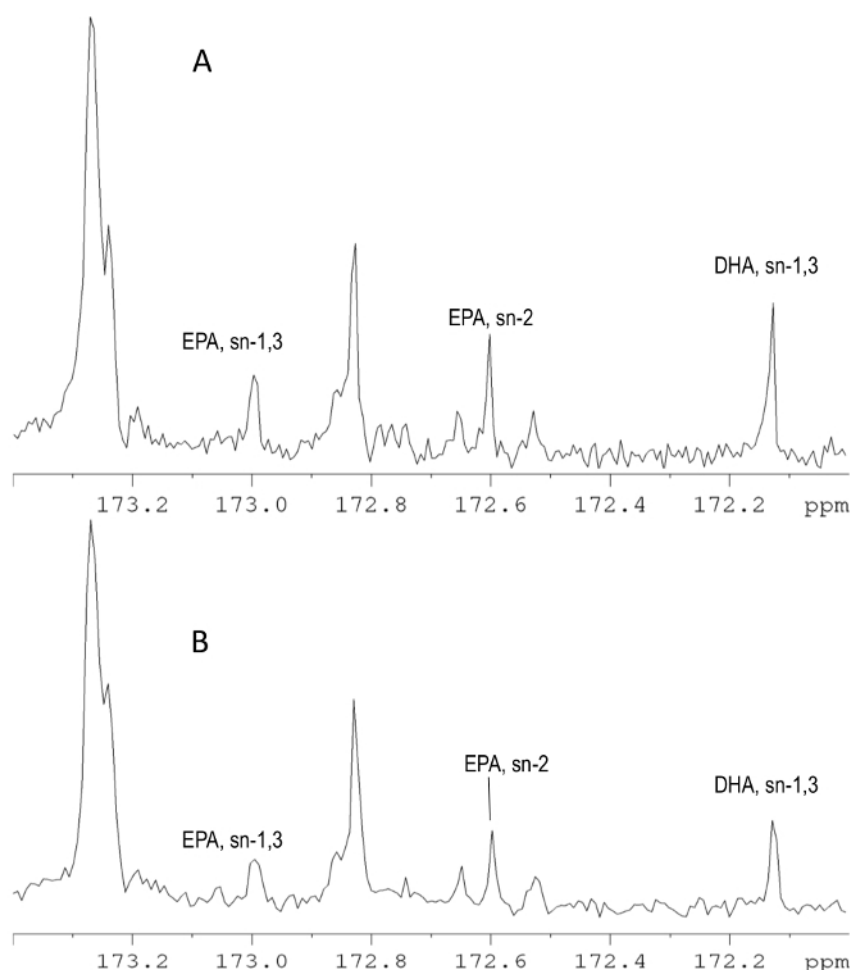 A
DHA, sn-1,3
EPA, sn-2
EPA, sn-1,3
173.2 173.0 172.8 172.6 172.4 172.2 ppm
B
EPA, sn-2
DHA, sn-1,3
EPA, sn-1,3
173.2 173.0 172.8 172.6 172.4 172.2 ppm